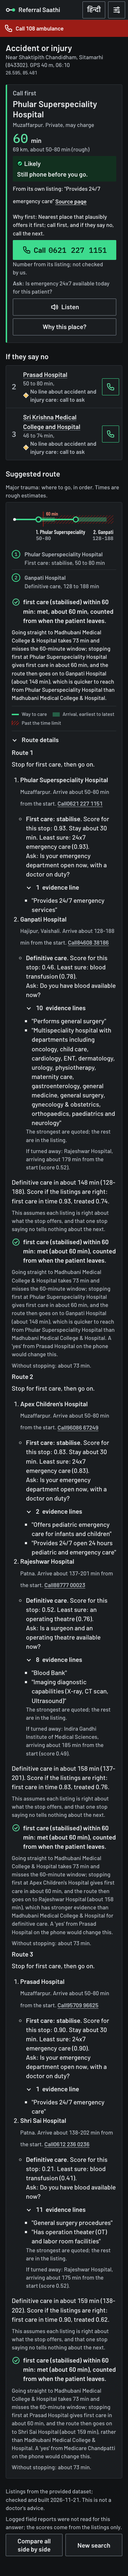 Referral Saathi
हिन्दी
Call 108 ambulance
Accident or injury
Near Shaktipith Chandidham, Sitamarhi
(843302). GPS 40 m, 06:10
26.596, 85.481
Call first
Phular Superspeciality
Hospital
Muzaffarpur. Private, may charge
60 min
69 km, about 50-80 min (rough)
Likely
Still phone before you go.
From its own listing: "Provides 24/7
emergency care" Source page
Why first: Nearest place that plausibly
offers it first; call first, and if they say no,
call the next.
Call 0621 227 1151
Number from its listing; not checked
by us.
Ask: Is emergency 24x7 available today
for this patient?
Listen
Why this place?
If they say no
2
Prasad Hospital
50 to 80 min.
No line about accident and
injury care: call to ask
3
Sri Krishna Medical
College and Hospital
46 to 74 min.
No line about accident and
injury care: call to ask
Suggested route
Major trauma: where to go, in order. Times are
rough estimates.
60 min
1. Phular Superspeciality
50-80
2. Ganpati
128-188
1
Phular Superspeciality Hospital
First care: stabilise, 50 to 80 min
2
Ganpati Hospital
Definitive care, 128 to 188 min
first care (stabilised) within 60
min: met (about 60 min), counted
from when the patient leaves.
Going straight to Madhubani Medical
College & Hospital takes 73 min and
misses the 60-minute window; stopping
first at Phular Superspeciality Hospital
gives first care in about 60 min, and the
route then goes on to Ganpati Hospital
(about 148 min), which is quicker to reach
from Phular Superspeciality Hospital than
Madhubani Medical College & Hospital.
Way to care
Arrival, earliest to latest
Past the time limit
Route details
Route 1
Stop for first care, then go on.
1. Phular Superspeciality Hospital
Muzaffarpur. Arrive about 50-80 min
from the start. Call0621 227 1151
First care: stabilise. Score for
this stop: 0.93. Stay about 30
min. Least sure: 24x7
emergency care (0.93).
Ask: Is your emergency
department open now, with a
doctor on duty?
1 evidence line
"Provides 24/7 emergency
services"
2. Ganpati Hospital
Hajipur, Vaishali. Arrive about 128-188
min from the start. Call94808 38186
Definitive care. Score for this
stop: 0.46. Least sure: blood
transfusion (0.78).
Ask: Do you have blood available
now?
10 evidence lines
"Performs general surgery"
"Multispeciality hospital with
departments including
oncology, child care,
cardiology, ENT, dermatology,
urology, physiotherapy,
maternity care,
gastroenterology, general
medicine, general surgery,
gynecology & obstetrics,
orthopaedics, paediatrics and
neurology"
The strongest are quoted; the rest
are in the listing.
If turned away: Rajeshwar Hospital,
arriving about 179 min from the
start (score 0.52).
Definitive care in about 148 min (128-
188). Score if the listings are right:
first care in time 0.93, treated 0.74.
This assumes each listing is right about
what the stop offers, and that one stop
saying no tells nothing about the next.
first care (stabilised) within 60
min: met (about 60 min), counted
from when the patient leaves.
Going straight to Madhubani Medical
College & Hospital takes 73 min and
misses the 60-minute window; stopping
first at Phular Superspeciality Hospital
gives first care in about 60 min, and the
route then goes on to Ganpati Hospital
(about 148 min), which is quicker to reach
from Phular Superspeciality Hospital than
Madhubani Medical College & Hospital. A
'yes' from Prasad Hospital on the phone
would change this.
Without stopping: about 73 min.
Route 2
Stop for first care, then go on.
1. Apex Children's Hospital
Muzaffarpur. Arrive about 50-80 min
from the start. Call98086 67249
First care: stabilise. Score for
this stop: 0.83. Stay about 30
min. Least sure: 24x7
emergency care (0.83).
Ask: Is your emergency
department open now, with a
doctor on duty?
2 evidence lines
"Offers pediatric emergency
care for infants and children"
"Provides 24/7 open 24 hours
pediatric and emergency care"
2. Rajeshwar Hospital
Patna. Arrive about 137-201 min from
the start. Call88777 00023
Definitive care. Score for this
stop: 0.52. Least sure: an
operating theatre (0.76).
Ask: Is a surgeon and an
operating theatre available
now?
8 evidence lines
"Blood Bank"
"Imaging diagnostic
capabilities (X-ray, CT scan,
Ultrasound)"
The strongest are quoted; the rest
are in the listing.
If turned away: Indira Gandhi
Institute of Medical Sciences,
arriving about 185 min from the
start (score 0.48).
Definitive care in about 158 min (137-
201). Score if the listings are right:
first care in time 0.83, treated 0.76.
This assumes each listing is right about
what the stop offers, and that one stop
saying no tells nothing about the next.
first care (stabilised) within 60
min: met (about 60 min), counted
from when the patient leaves.
Going straight to Madhubani Medical
College & Hospital takes 73 min and
misses the 60-minute window; stopping
first at Apex Children's Hospital gives first
care in about 60 min, and the route then
goes on to Rajeshwar Hospital (about 158
min), which has stronger evidence than
Madhubani Medical College & Hospital for
definitive care. A 'yes' from Prasad
Hospital on the phone would change this.
Without stopping: about 73 min.
Route 3
Stop for first care, then go on.
1. Prasad Hospital
Muzaffarpur. Arrive about 50-80 min
from the start. Call95709 96625
First care: stabilise. Score for
this stop: 0.90. Stay about 30
min. Least sure: 24x7
emergency care (0.90).
Ask: Is your emergency
department open now, with a
doctor on duty?
1 evidence line
"Provides 24/7 emergency
care"
2. Shri Sai Hospital
Patna. Arrive about 138-202 min from
the start. Call0612 236 0236
Definitive care. Score for this
stop: 0.21. Least sure: blood
transfusion (0.41).
Ask: Do you have blood available
now?
11 evidence lines
"General surgery procedures"
"Has operation theater (OT)
and labor room facilities"
The strongest are quoted; the rest
are in the listing.
If turned away: Rajeshwar Hospital,
arriving about 175 min from the
start (score 0.52).
Definitive care in about 159 min (138-
202). Score if the listings are right:
first care in time 0.90, treated 0.62.
This assumes each listing is right about
what the stop offers, and that one stop
saying no tells nothing about the next.
first care (stabilised) within 60
min: met (about 60 min), counted
from when the patient leaves.
Going straight to Madhubani Medical
College & Hospital takes 73 min and
misses the 60-minute window; stopping
first at Prasad Hospital gives first care in
about 60 min, and the route then goes on
to Shri Sai Hospital (about 159 min), rather
than Madhubani Medical College &
Hospital. A 'yes' from Medicare Chandpatti
on the phone would change this.
Without stopping: about 73 min.
Listings from the provided dataset;
checked and built 2026-11-21. This is not a
doctor's advice.
Logged field reports were not read for this
answer; the scores come from the listings only.
Compare all
side by side
New search